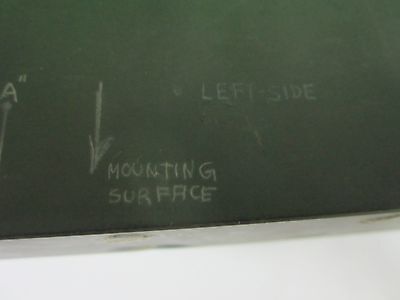 A"
LEFT-SIDE
MOUNTING
SURFACE